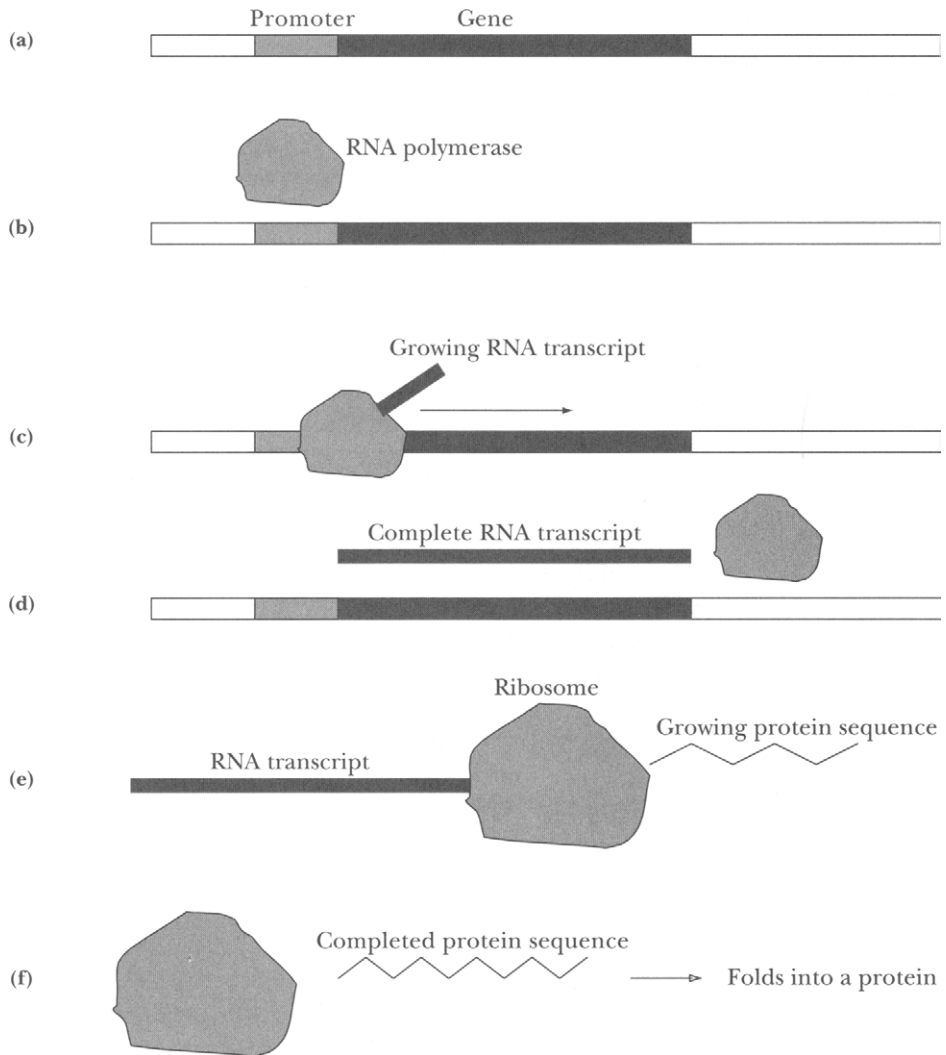 Promoter Gene
(a)
RNA polymerase
(b)
Growing RNA transcript
(c)
Complete RNA transcript
(d)
Ribosome
Growing protein sequence
RNA transcript
(e)
Completed protein sequence
(f) Folds into a protein